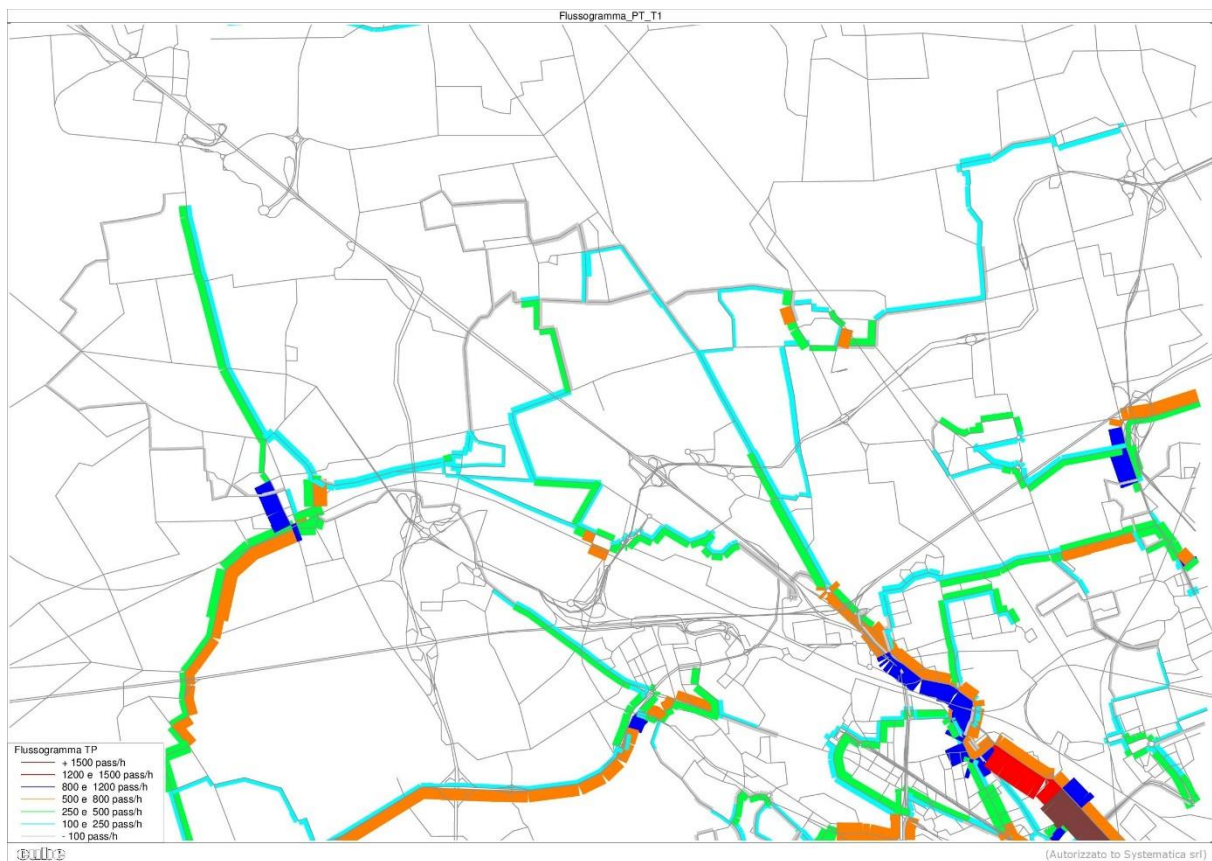 Flussogramma_PT_T1
Flussogramma TP
+ 1500 pass/h
1200 e 1500 pass/h
800 e 1200 pass/h
500 e 800 pass/h
250 e 500 pass/h
100 e 250 pass/h
- 100 pass/h
cube
(Autorizzato to Systematica srl)